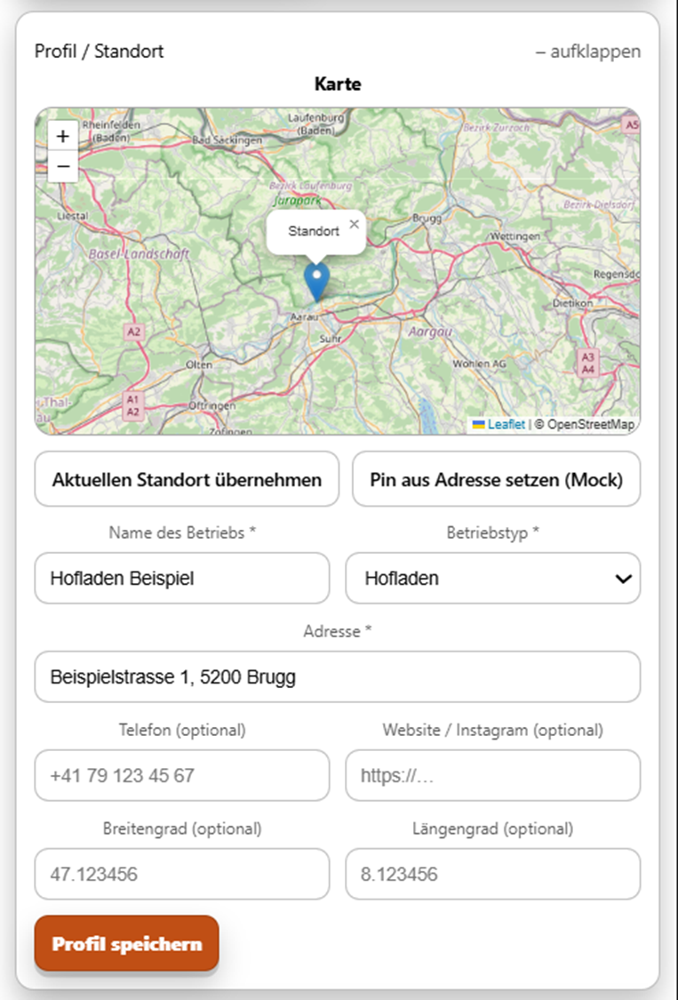 Profil / Standort – aufklappen
Karte
+
−
Rheinfelden
(Baden)
Laufenburg
(Baden)
Bad Säckingen
Bezirk Zurzach
A5
Bezirk Laufenburg
Jurapark
Liestal
Brugg
Bezirk Dielsdorf
Standort ×
Basel-Landschaft
Wettingen
Regensdo
Aarau
Dietikon
A2
Suhr
Aargau
Olten
Wohlen AG
A3
A4
Thal-
äu
A1
A2
Oftringen
Zofingen
Leaflet | © OpenStreetMap
Aktuellen Standort übernehmen Pin aus Adresse setzen (Mock)
Name des Betriebs * Betriebstyp *
Hofladen Beispiel Hofladen
Adresse *
Beispielstrasse 1, 5200 Brugg
Telefon (optional) Website / Instagram (optional)
+41 79 123 45 67 https://...
Breitengrad (optional) Längengrad (optional)
47.123456 8.123456
Profil speichern